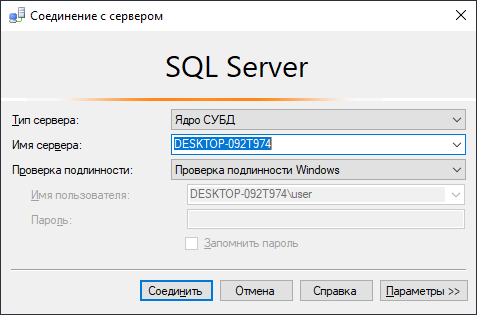 Соединение с сервером
SQL Server
Тип сервера: Ядро СУБД
Имя сервера: DESKTOP-092T974
Проверка подлинности: Проверка подлинности Windows
Имя пользователя: DESKTOP-092T974\user
Пароль:
Запомнить пароль
Соединить Отмена Справка Параметры >>